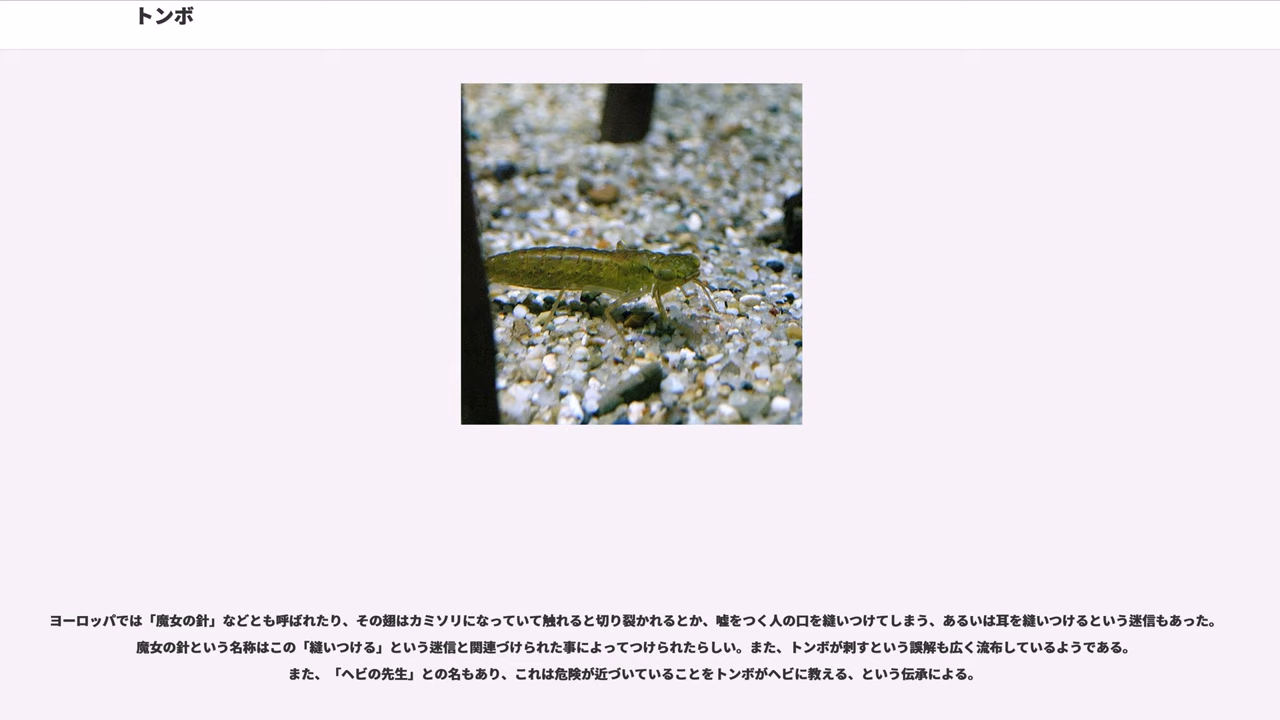 トンボ
ヨーロッパでは「魔女の針」などとも呼ばれたり、その翅はカミソリになっていて触れると切り裂かれるとか、嘘をつく人の口を縫いつけてしまう、あるいは耳を縫いつけるという迷信もあった。
魔女の針という名称はこの「縫いつける」という迷信と関連づけられた事によってつけられたらしい。また、トンボが刺すという誤解も広く流布しているようである。
また、「ヘビの先生」との名もあり、これは危険が近づいていることをトンボがヘビに教える、という伝承による。